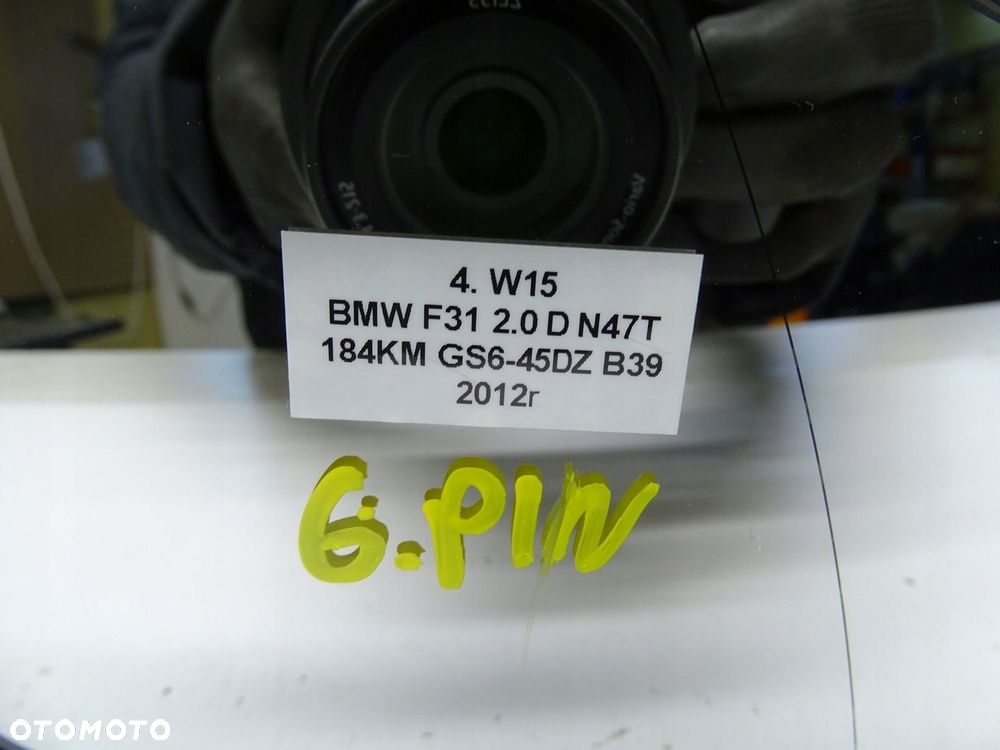 4. W15
BMW F31 2.0 D N47T
184KM GS6-45DZ B39
2012r
6.PIN
OTOMOTO